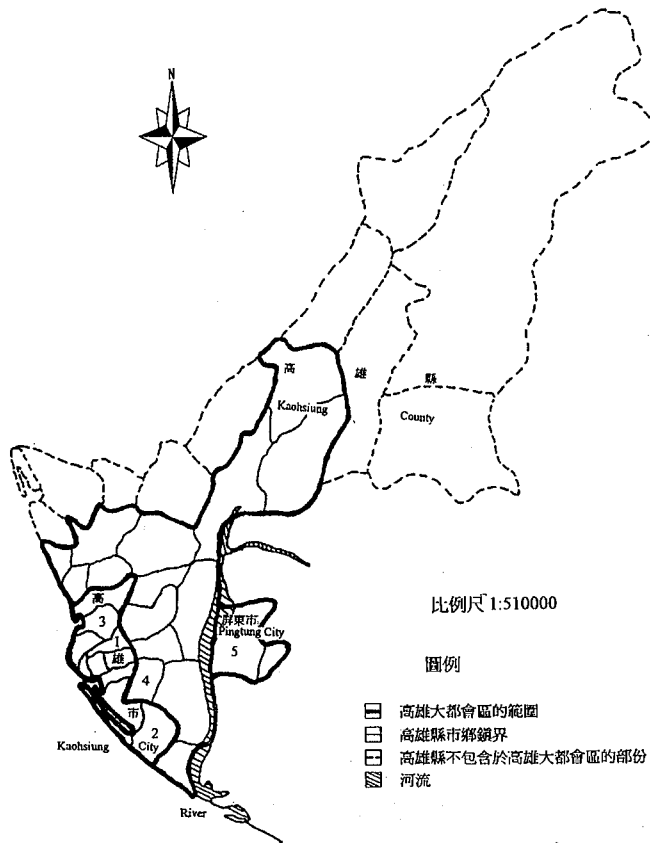 N
高 雄 縣
Kaohsiung
County
高
3
1
雄
4
市
2
City
Kaohsiung
屏東市
Pingtung City
5
River
比例尺 1:510000
圖例
高雄大都會區的範圍
高雄縣市鄉鎮界
高雄縣不包含於高雄大都會區的部份
河流